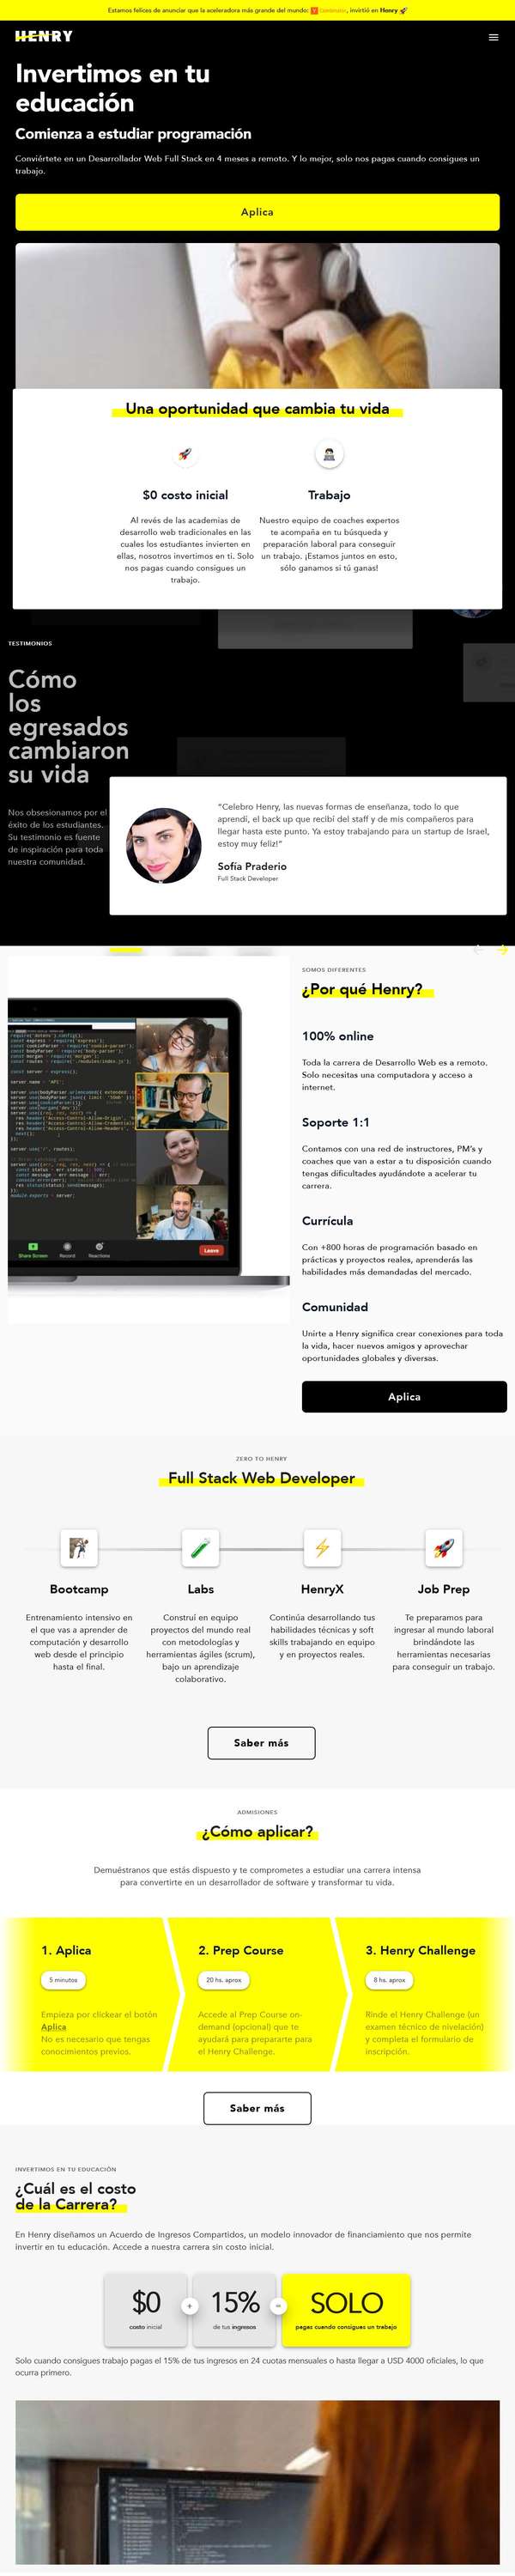 Estamos felices de anunciar que la aceleradora más grande del mundo: Y Combinator, invirtió en Henry 🚀
HENRY
Invertimos en tu
educación
Comienza a estudiar programación
Conviértete en un Desarrollador Web Full Stack en 4 meses a remoto. Y lo mejor, solo nos pagas cuando consigues un
trabajo.
Aplica
Una oportunidad que cambia tu vida
$0 costo inicial
Al revés de las academias de
desarrollo web tradicionales en las
cuales los estudiantes invierten en
ellas, nosotros invertimos en ti. Solo
nos pagas cuando consigues un
trabajo.
Trabajo
Nuestro equipo de coaches expertos
te acompaña en tu búsqueda y
preparación laboral para conseguir
un trabajo. ¡Estamos juntos en esto,
sólo ganamos si tú ganas!
TESTIMONIOS
Cómo
los
egresados
cambiaron
su vida
Nos obsesionamos por el
éxito de los estudiantes.
Su testimonio es fuente
de inspiración para toda
nuestra comunidad.
“Celebro Henry, las nuevas formas de enseñanza, todo lo que
aprendí, el back up que recibí del staff y de mis compañeros para
llegar hasta este punto. Ya estoy trabajando para un startup de Israel,
estoy muy feliz!”
Sofía Praderio
Full Stack Developer
Share Screen
Record
Reactions
Leave
SOMOS DIFERENTES
¿Por qué Henry?
100% online
Toda la carrera de Desarrollo Web es a remoto.
Solo necesitas una computadora y acceso a
internet.
Soporte 1:1
Contamos con una red de instructores, PM's y
coaches que van a estar a tu disposición cuando
tengas dificultades ayudándote a acelerar tu
carrera.
Currícula
Con +800 horas de programación basado en
prácticas y proyectos reales, aprenderás las
habilidades más demandadas del mercado.
Comunidad
Unirte a Henry significa crear conexiones para toda
la vida, hacer nuevos amigos y aprovechar
oportunidades globales y diversas.
Aplica
ZERO TO HENRY
Full Stack Web Developer
Bootcamp
Entrenamiento intensivo en
el que vas a aprender de
computación y desarrollo
web desde el principio
hasta el final.
Labs
Construí en equipo
proyectos del mundo real
con metodologías y
herramientas ágiles (scrum),
bajo un aprendizaje
colaborativo.
HenryX
Continúa desarrollando tus
habilidades técnicas y soft
skills trabajando en equipo
y en proyectos reales.
Job Prep
Te preparamos para
ingresar al mundo laboral
brindándote las
herramientas necesarias
para conseguir un trabajo.
Saber más
ADMISIONES
¿Cómo aplicar?
Demuéstranos que estás dispuesto y te comprometes a estudiar una carrera intensa
para convertirte en un desarrollador de software y transformar tu vida.
1. Aplica
5 minutos
Empieza por clickear el botón
Aplica
No es necesario que tengas
conocimientos previos.
2. Prep Course
20 hs. aprox
Accede al Prep Course on-
demand (opcional) que te
ayudará para prepararte para
el Henry Challenge.
3. Henry Challenge
8 hs. aprox
Rinde el Henry Challenge (un
examen técnico de nivelación)
y completa el formulario de
inscripción.
Saber más
INVERTIMOS EN TU EDUCACIÓN
¿Cuál es el costo
de la Carrera?
En Henry diseñamos un Acuerdo de Ingresos Compartidos, un modelo innovador de financiamiento que nos permite
invertir en tu educación. Accede a nuestra carrera sin costo inicial.
$0
costo inicial
+
15%
de tus ingresos
=
SOLO
pagas cuando consigues un trabajo
Solo cuando consigues trabajo pagas el 15% de tus ingresos en 24 cuotas mensuales o hasta llegar a USD 4000 oficiales, lo que
ocurra primero.